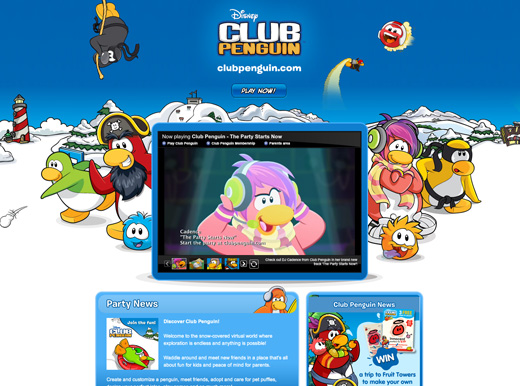 Disney
CLUB
PENGUIN
clubpenguin.com
PLAY NOW!
3
Now playing Club Penguin - The Party Starts Now
Play Club Penguin
Club Penguin Membership
Parents area
Cadence
"The Party Starts Now"
Start the party at Clubpenguin.com
Check out DJ Cadence from Club Penguin in her brand new
track 'The Party Starts Now'!
Party News
Join the fun!
CLUB
PENGUIN
Discover Club Penguin!
Welcome to the snow-covered virtual world where
exploration is endless and anything is possible!
Waddle around and meet new friends in a place that's all
about fun for kids and peace of mind for parents.
Create and customize a penguin, meet friends, adopt and care for pet puffles,
Club Penguin News
WIN
a trip to Fruit Towers
to make your own